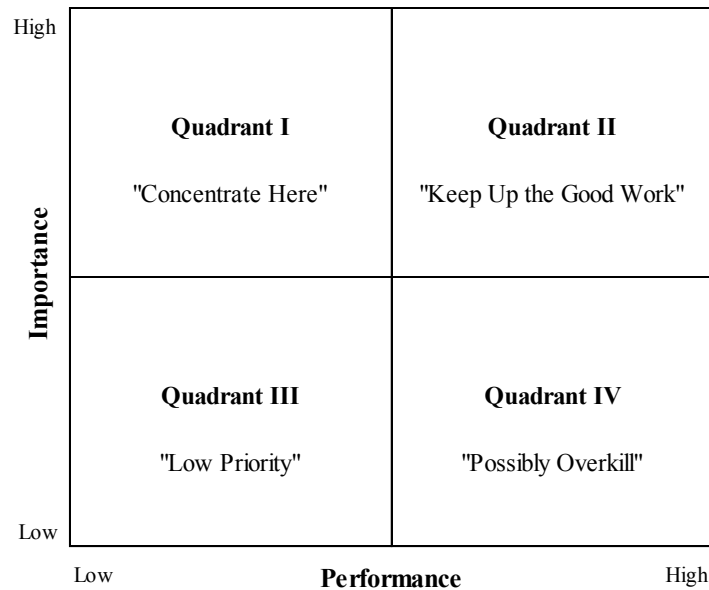 High
Quadrant I
Quadrant II
"Concentrate Here"
"Keep Up the Good Work"
Importance
Quadrant III
Quadrant IV
"Low Priority"
"Possibly Overkill"
Low
Low
Performance
High